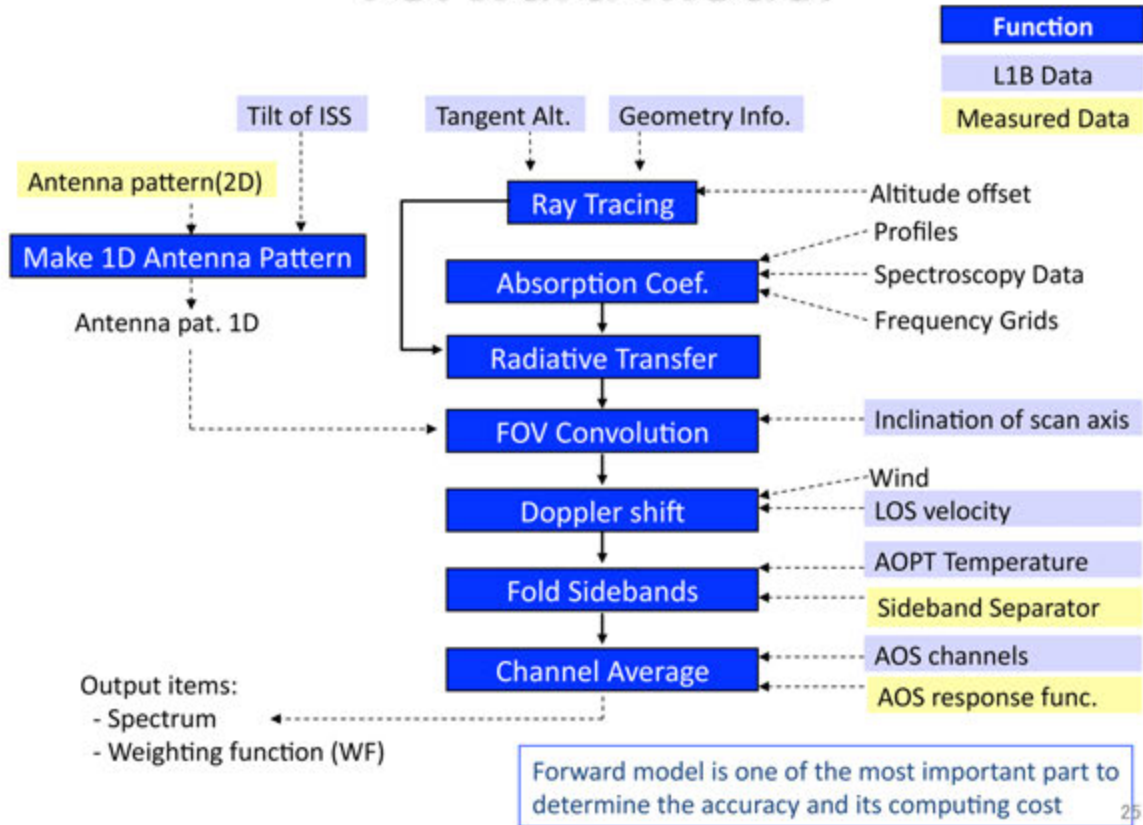 Function
L1B Data
Measured Data
Tilt of ISS
Tangent Alt.
Geometry Info.
Antenna pattern(2D)
Ray Tracing
Altitude offset
Make 1D Antenna Pattern
Profiles
Absorption Coef.
Spectroscopy Data
Antenna pat. 1D
Frequency Grids
Radiative Transfer
FOV Convolution
Inclination of scan axis
Wind
Doppler shift
LOS velocity
AOPT Temperature
Fold Sidebands
Sideband Separator
AOS channels
Channel Average
AOS response func.
Output items:
- Spectrum
- Weighting function (WF)
Forward model is one of the most important part to
determine the accuracy and its computing cost
25